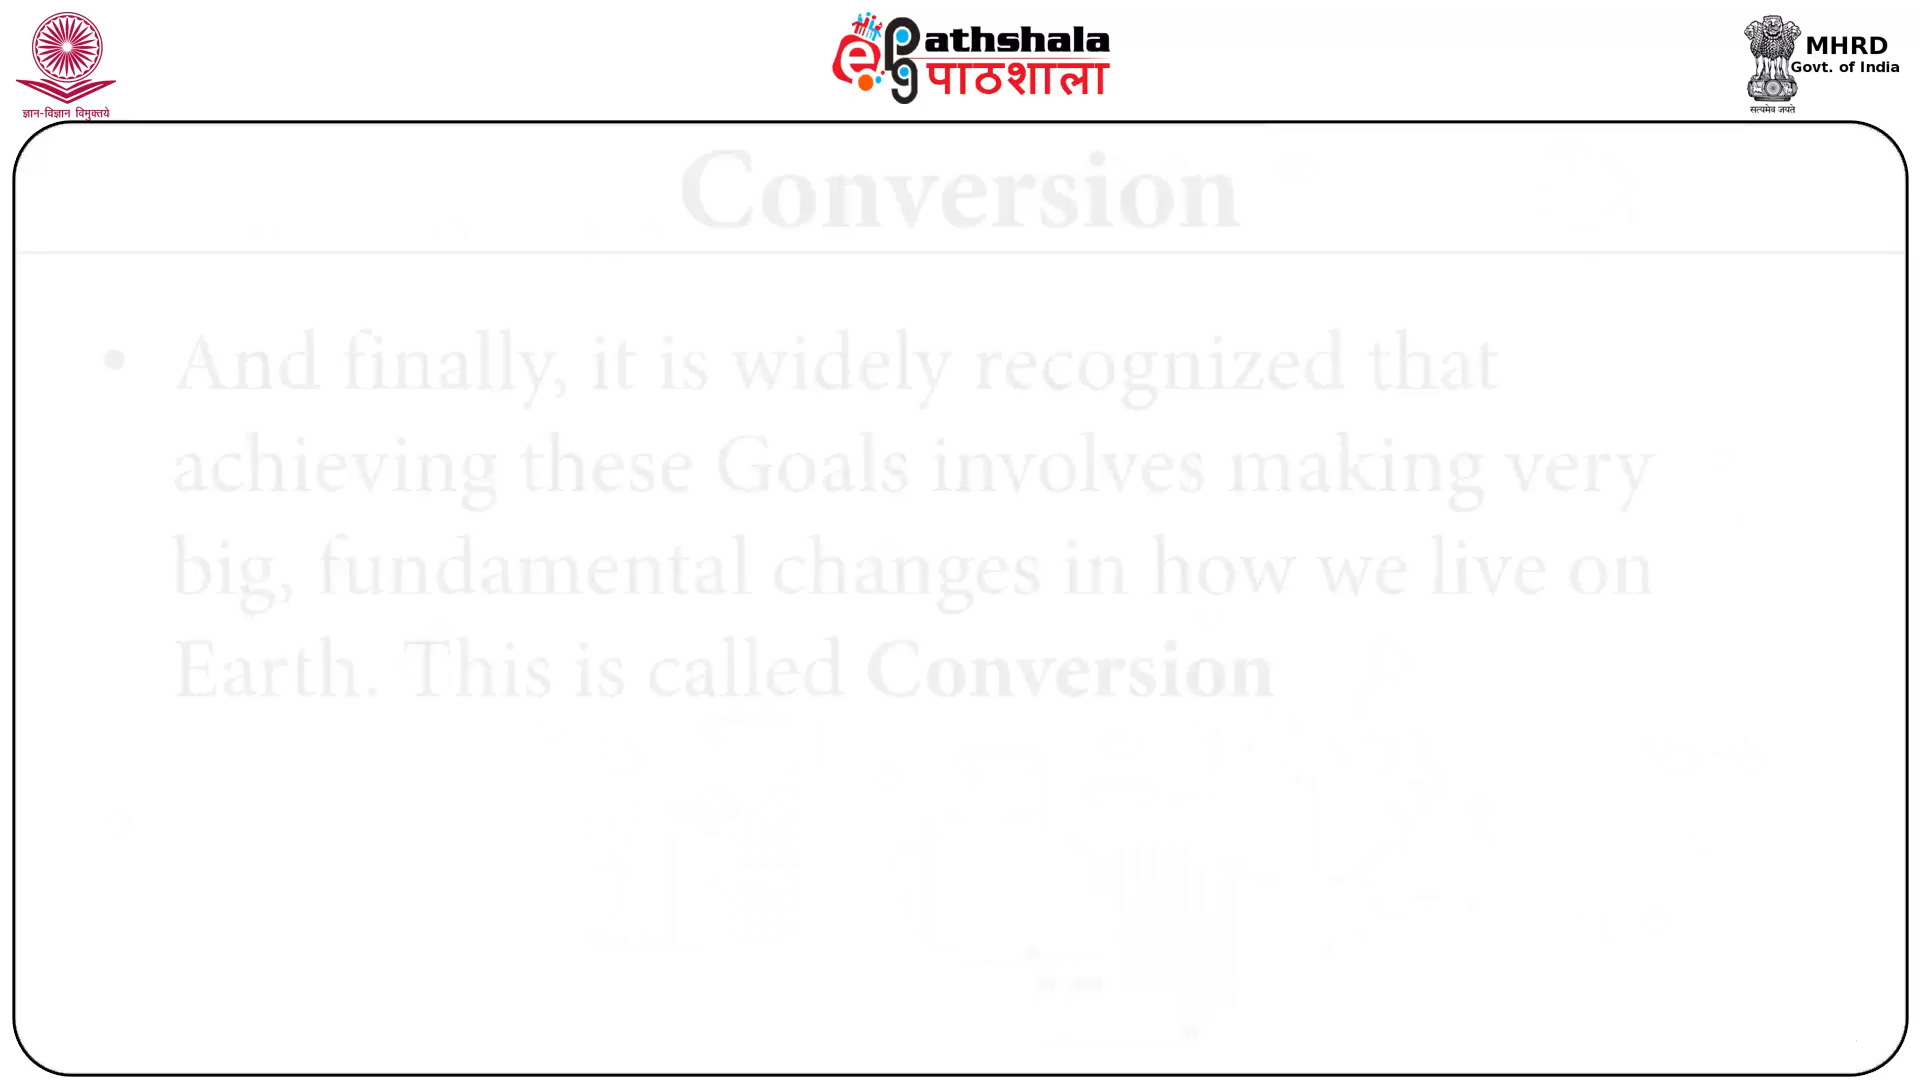 ज्ञान-विज्ञान विमुक्तये
ePathshala
pg पाठशाला
MHRD
Govt. of India
सत्यमेव जयते
Conversion
• And finally, it is widely recognized that
achieving these Goals involves making very
big, fundamental changes in how we live on
Earth. This is called Conversion